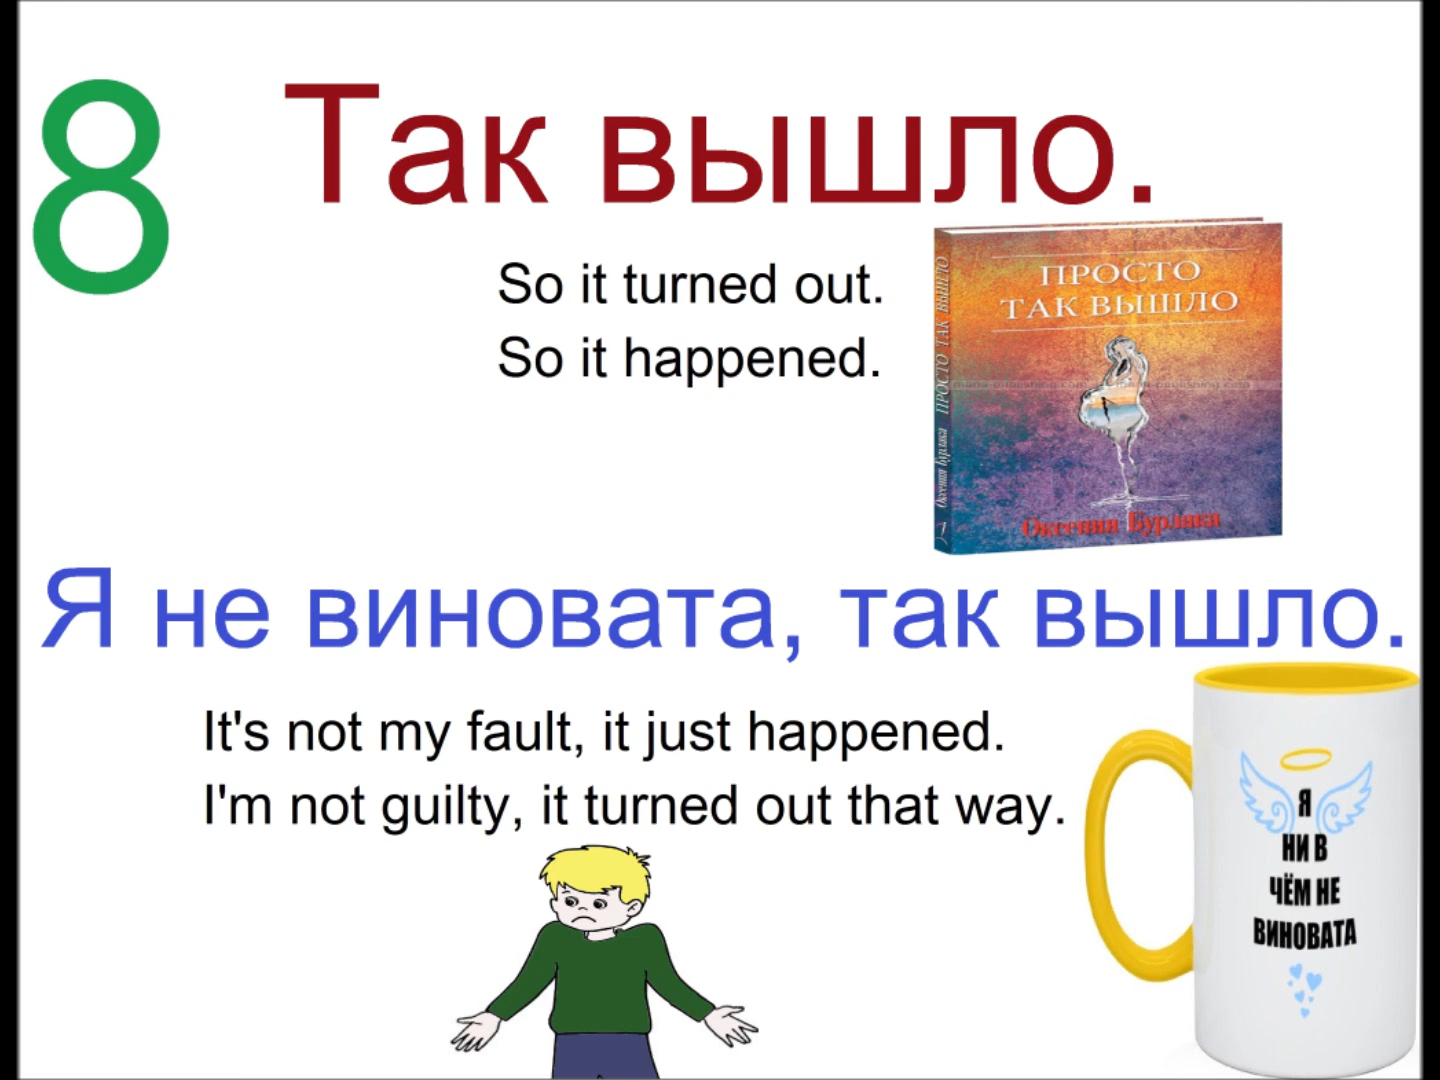 8
Так вышло.
So it turned out.
So it happened.
ПРОСТО
ТАК ВЫШЛО
Оксения Бурлака
Оксения Бурлака ПРОСТО ТАК ВЫШЛО
Я не виновата, так вышло.
It's not my fault, it just happened.
I'm not guilty, it turned out that way.
Я
НИ В
ЧЁМ НЕ
ВИНОВАТА